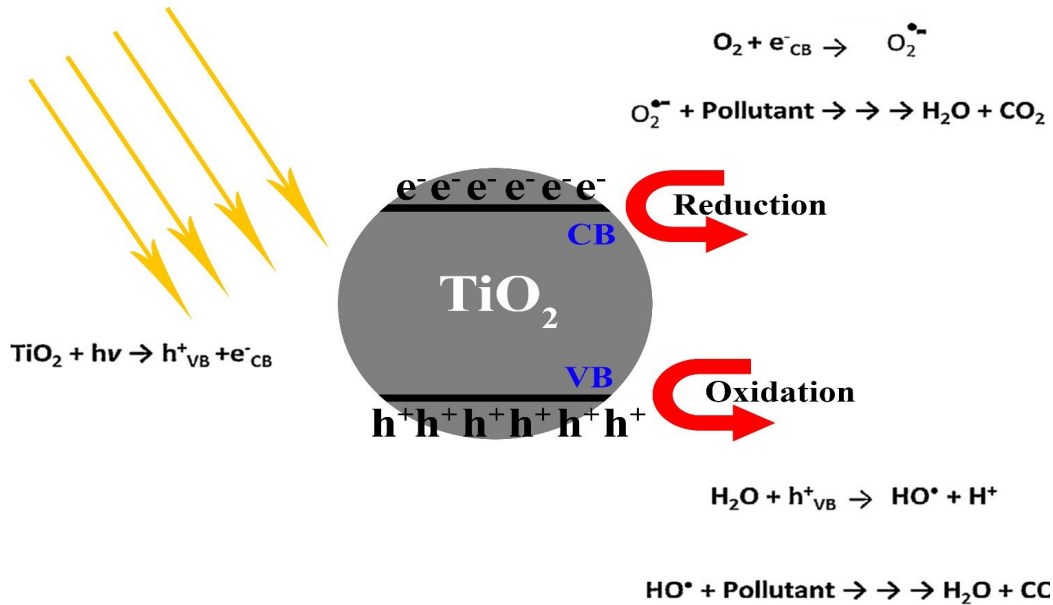 O₂ + e⁻CB → O₂•⁻
O₂•⁻ + Pollutant → → → H₂O + CO₂
e⁻ e⁻ e⁻ e⁻ e⁻ e⁻
Reduction
CB
TiO₂
TiO₂ + hν → h⁺VB +e⁻CB
VB
Oxidation
h⁺ h⁺ h⁺ h⁺ h⁺ h⁺
H₂O + h⁺VB → HO• + H⁺
HO• + Pollutant → → → H₂O + CO